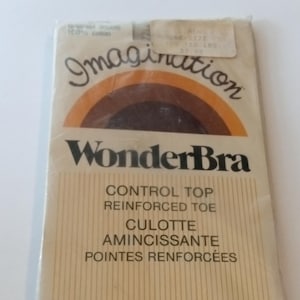 Imagination
WonderBra
CONTROL TOP
REINFORCED TOE
CULOTTE
AMINCISSANTE
POINTES RENFORCÉES